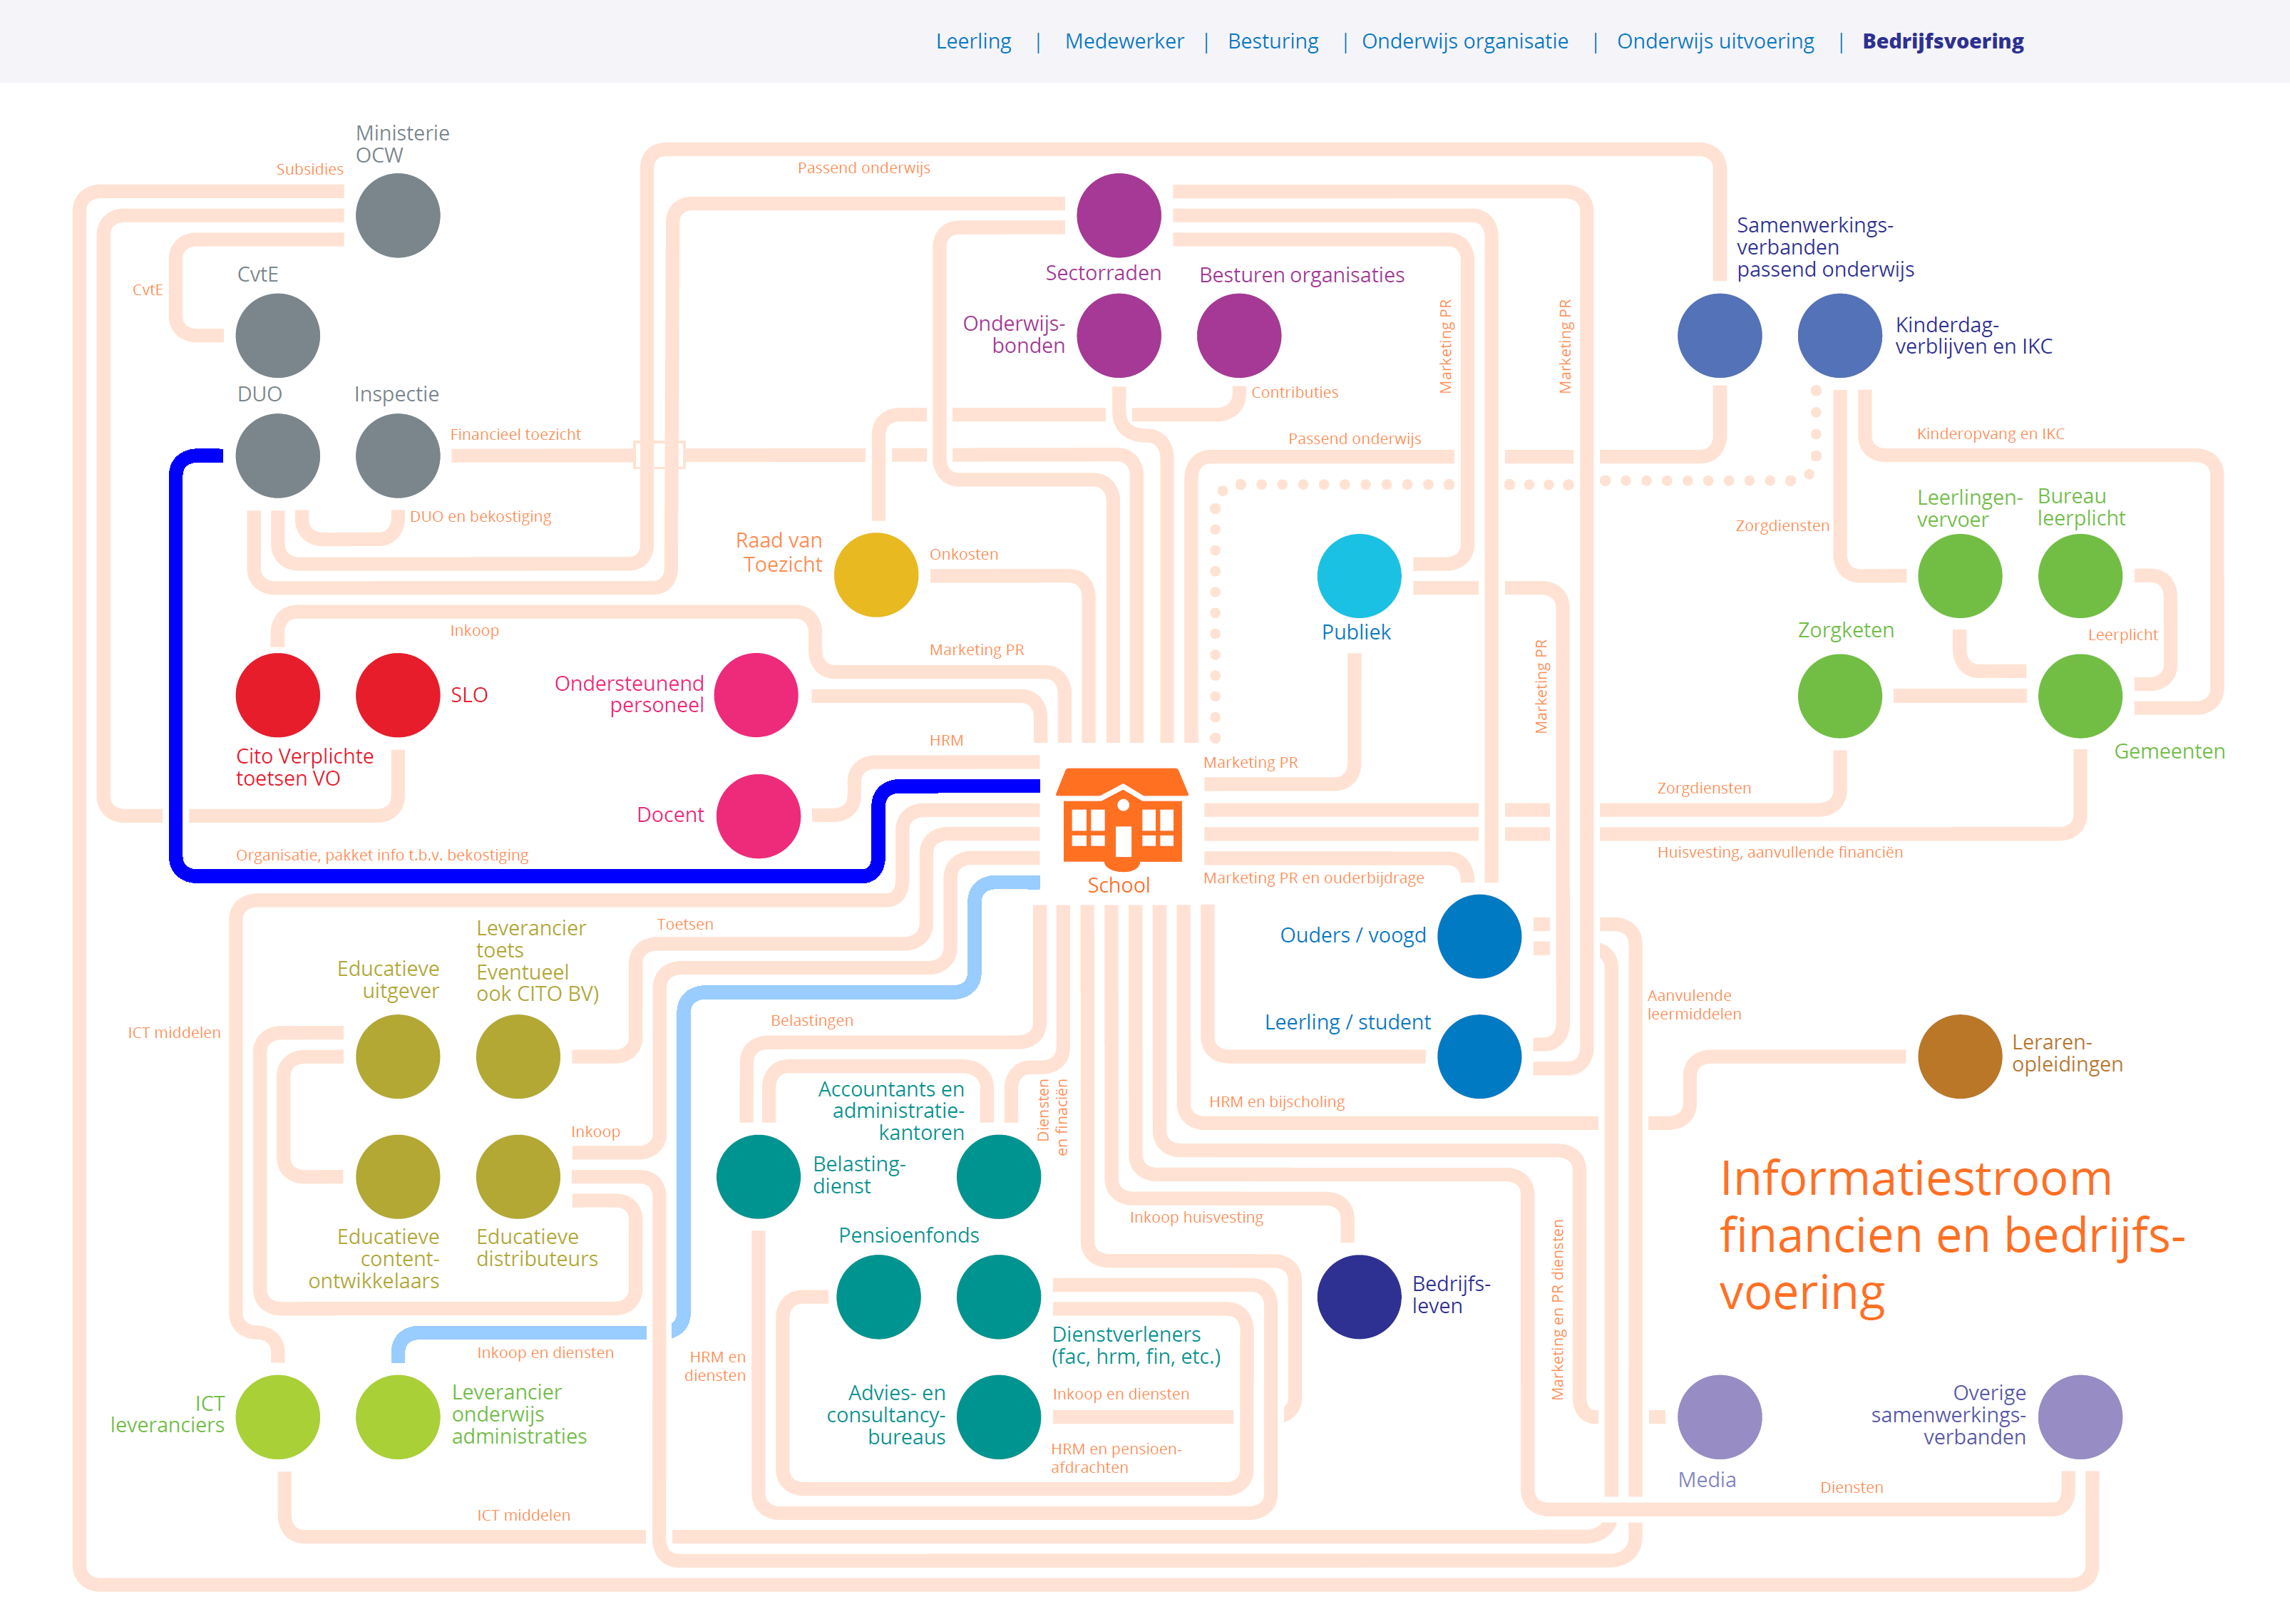 Leerling | Medewerker | Besturing | Onderwijs organisatie | Onderwijs uitvoering | Bedrijfsvoering
Ministerie
OCW
Subsidies
Passend onderwijs
Samenwerkings-
verbanden
passend onderwijs
CvtE
CvtE
Sectorraden
Besturen organisaties
Onderwijs-
bonden
Marketing PR
Marketing PR
Kinderdag-
verblijven en IKC
DUO
Inspectie
Contributies
Financieel toezicht
Passend onderwijs
Kinderopvang en IKC
DUO en bekostiging
Leerlingen-
vervoer
Bureau
leerplicht
Zorgdiensten
Raad van
Toezicht
Onkosten
Inkoop
Publiek
Zorgketen
Leerplicht
Marketing PR
Marketing PR
Ondersteunend
personeel
SLO
Cito Verplichte
toetsen VO
HRM
Gemeenten
Marketing PR
Zorgdiensten
Docent
Organisatie, pakket info t.b.v. bekostiging
Huisvesting, aanvullende financiën
School
Marketing PR en ouderbijdrage
Toetsen
Leverancier
toets
Eventueel
ook CITO BV)
Educatieve
uitgever
Ouders / voogd
ICT middelen
Belastingen
Leerling / student
Aanvulende
leermiddelen
Leraren-
opleidingen
Accountants en
administratie-
kantoren
Diensten
en finaciën
HRM en bijscholing
Inkoop
Belasting-
dienst
Informatiestroom
financien en bedrijfs-
voering
Inkoop huisvesting
Educatieve
content-
ontwikkelaars
Educatieve
distributeurs
Pensioenfonds
Bedrijfs-
leven
Marketing en PR diensten
Dienstverleners
(fac, hrm, fin, etc.)
Inkoop en diensten
HRM en
diensten
ICT
leveranciers
Leverancier
onderwijs
administraties
Advies- en
consultancy-
bureaus
Inkoop en diensten
HRM en pensioen-
afdrachten
Overige
samenwerkings-
verbanden
Media
Diensten
ICT middelen